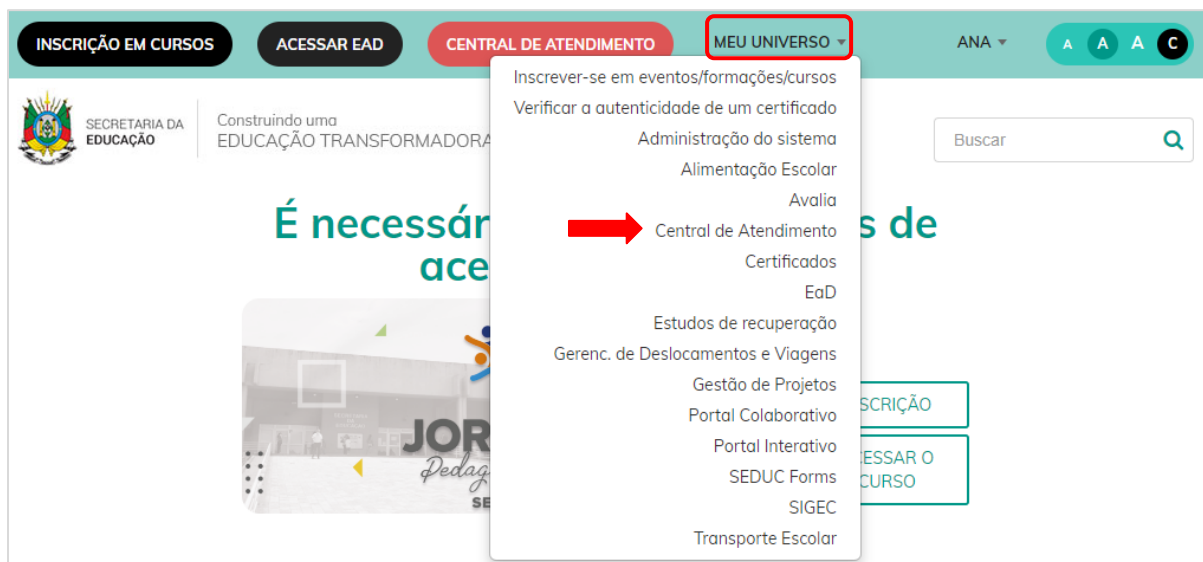 INSCRIÇÃO EM CURSOS
ACESSAR EAD
CENTRAL DE ATENDIMENTO
MEU UNIVERSO
ANA
A A A C
SECRETARIA DA
EDUCAÇÃO
Construindo uma
EDUCAÇÃO TRANSFORMADORA
Buscar
Inscrever-se em eventos/formações/cursos
Verificar a autenticidade de um certificado
Administração do sistema
Alimentação Escolar
Avalia
Central de Atendimento
Certificados
EaD
Estudos de recuperação
Gerenc. de Deslocamentos e Viagens
Gestão de Projetos
Portal Colaborativo
Portal Interativo
SEDUC Forms
SIGEC
Transporte Escolar
É necessár
s de
ace
JOR
Pedag
SE
SCRIÇÃO
ESSAR O
CURSO